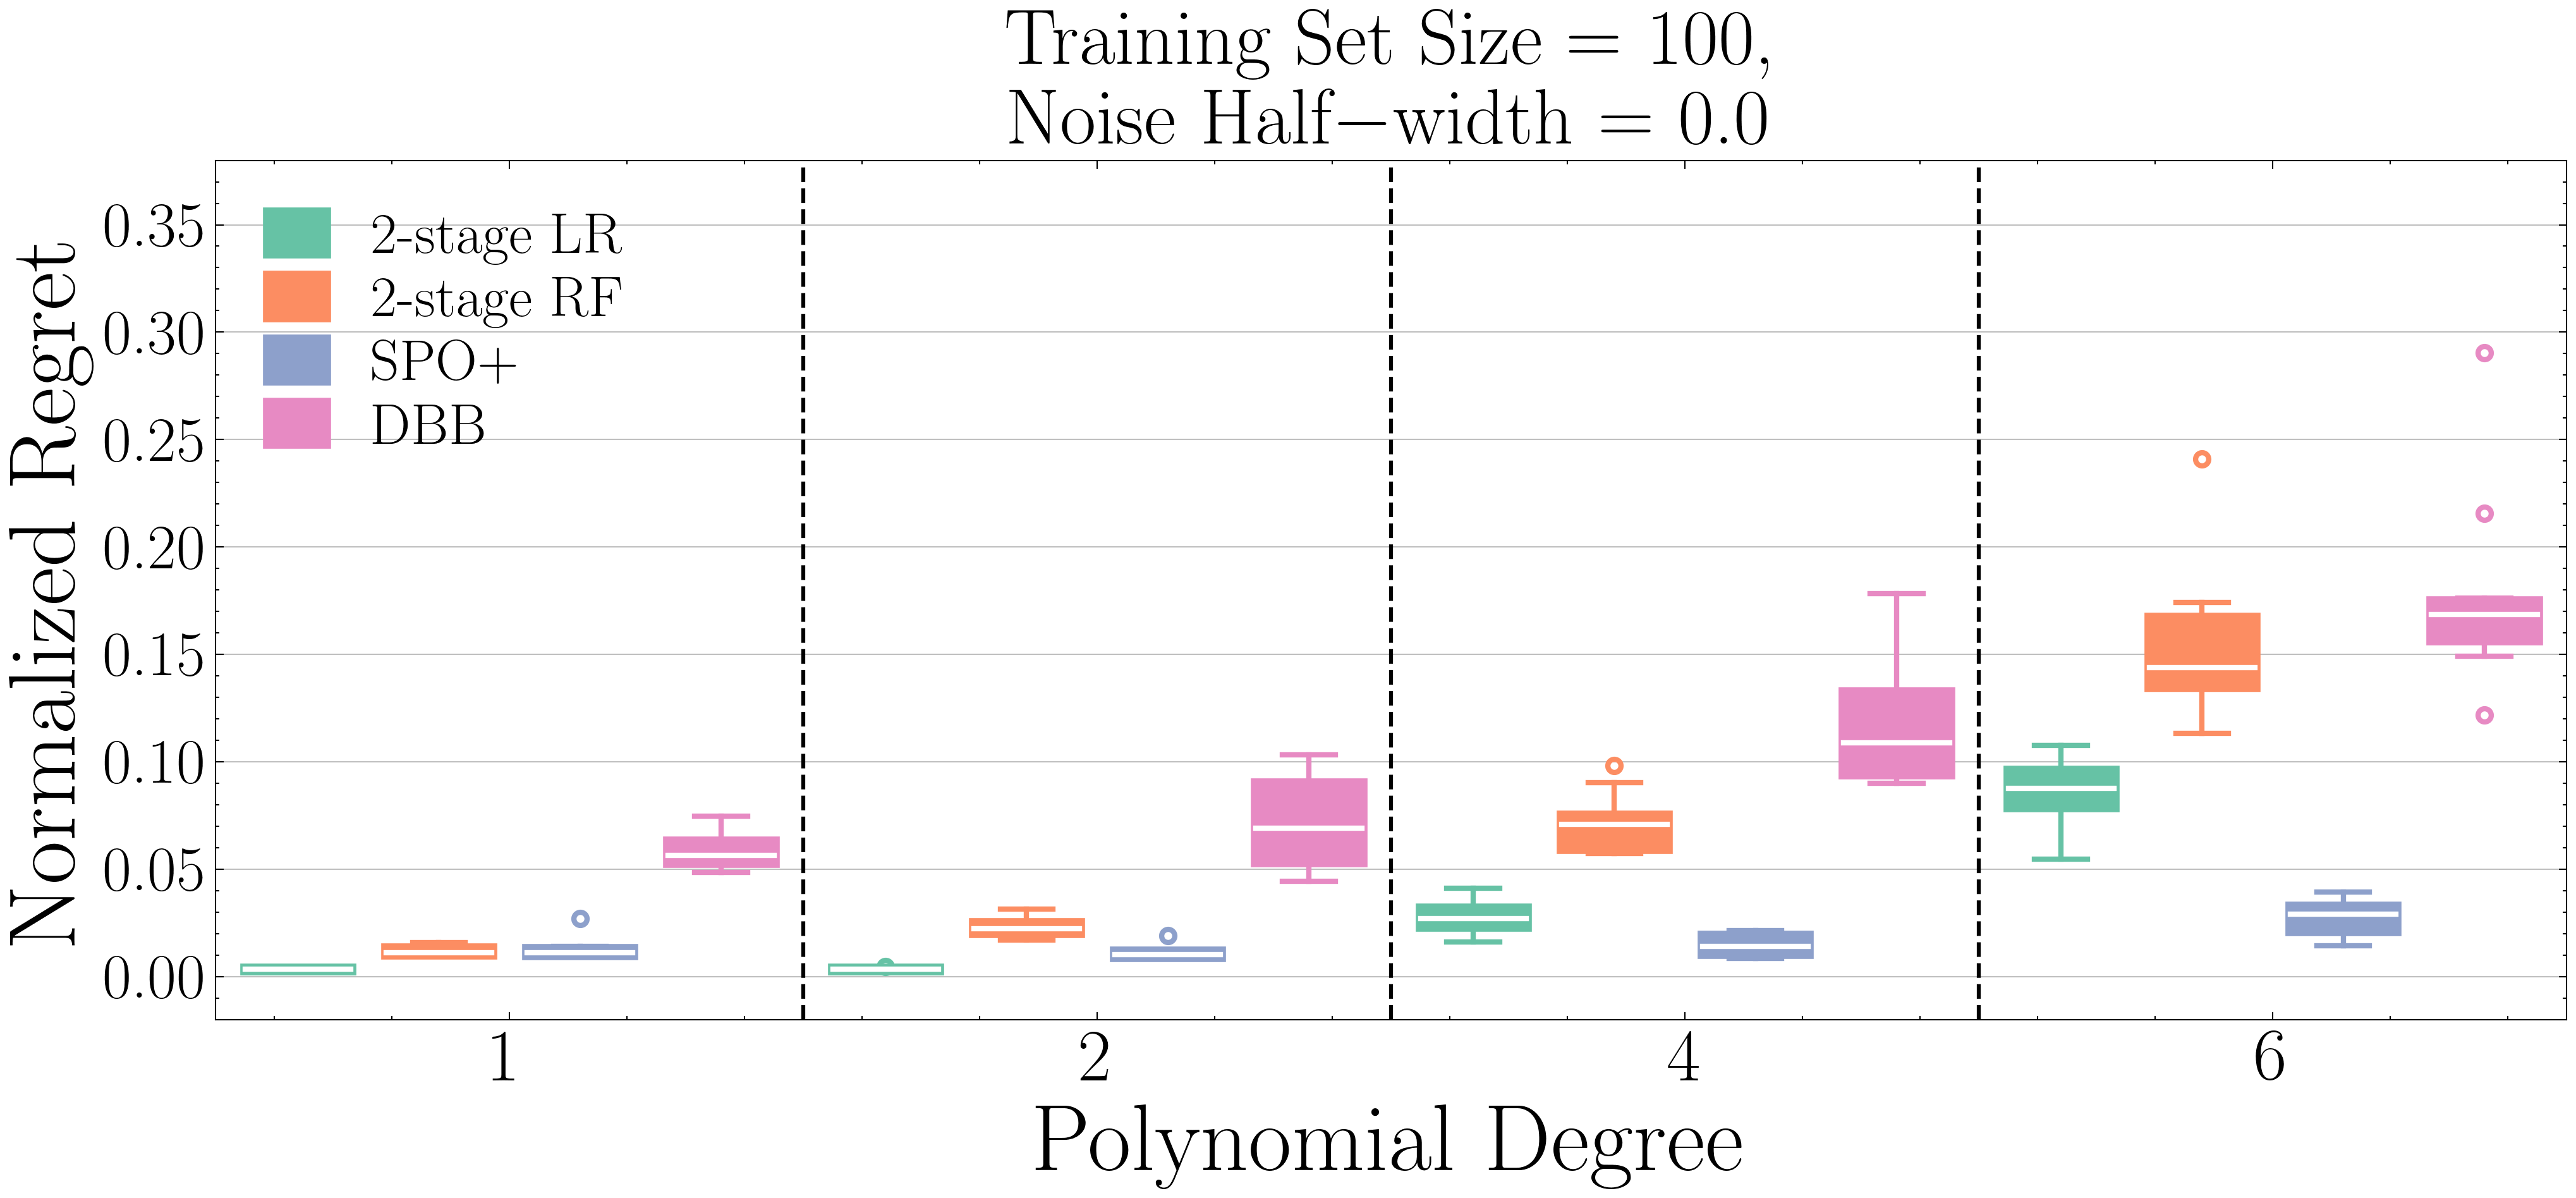 Training Set Size = 100,
Noise Half−width = 0.0
Normalized Regret
0.35
0.30
0.25
0.20
0.15
0.10
0.05
0.00
2-stage LR
2-stage RF
SPO+
DBB
1 2 4 6
Polynomial Degree